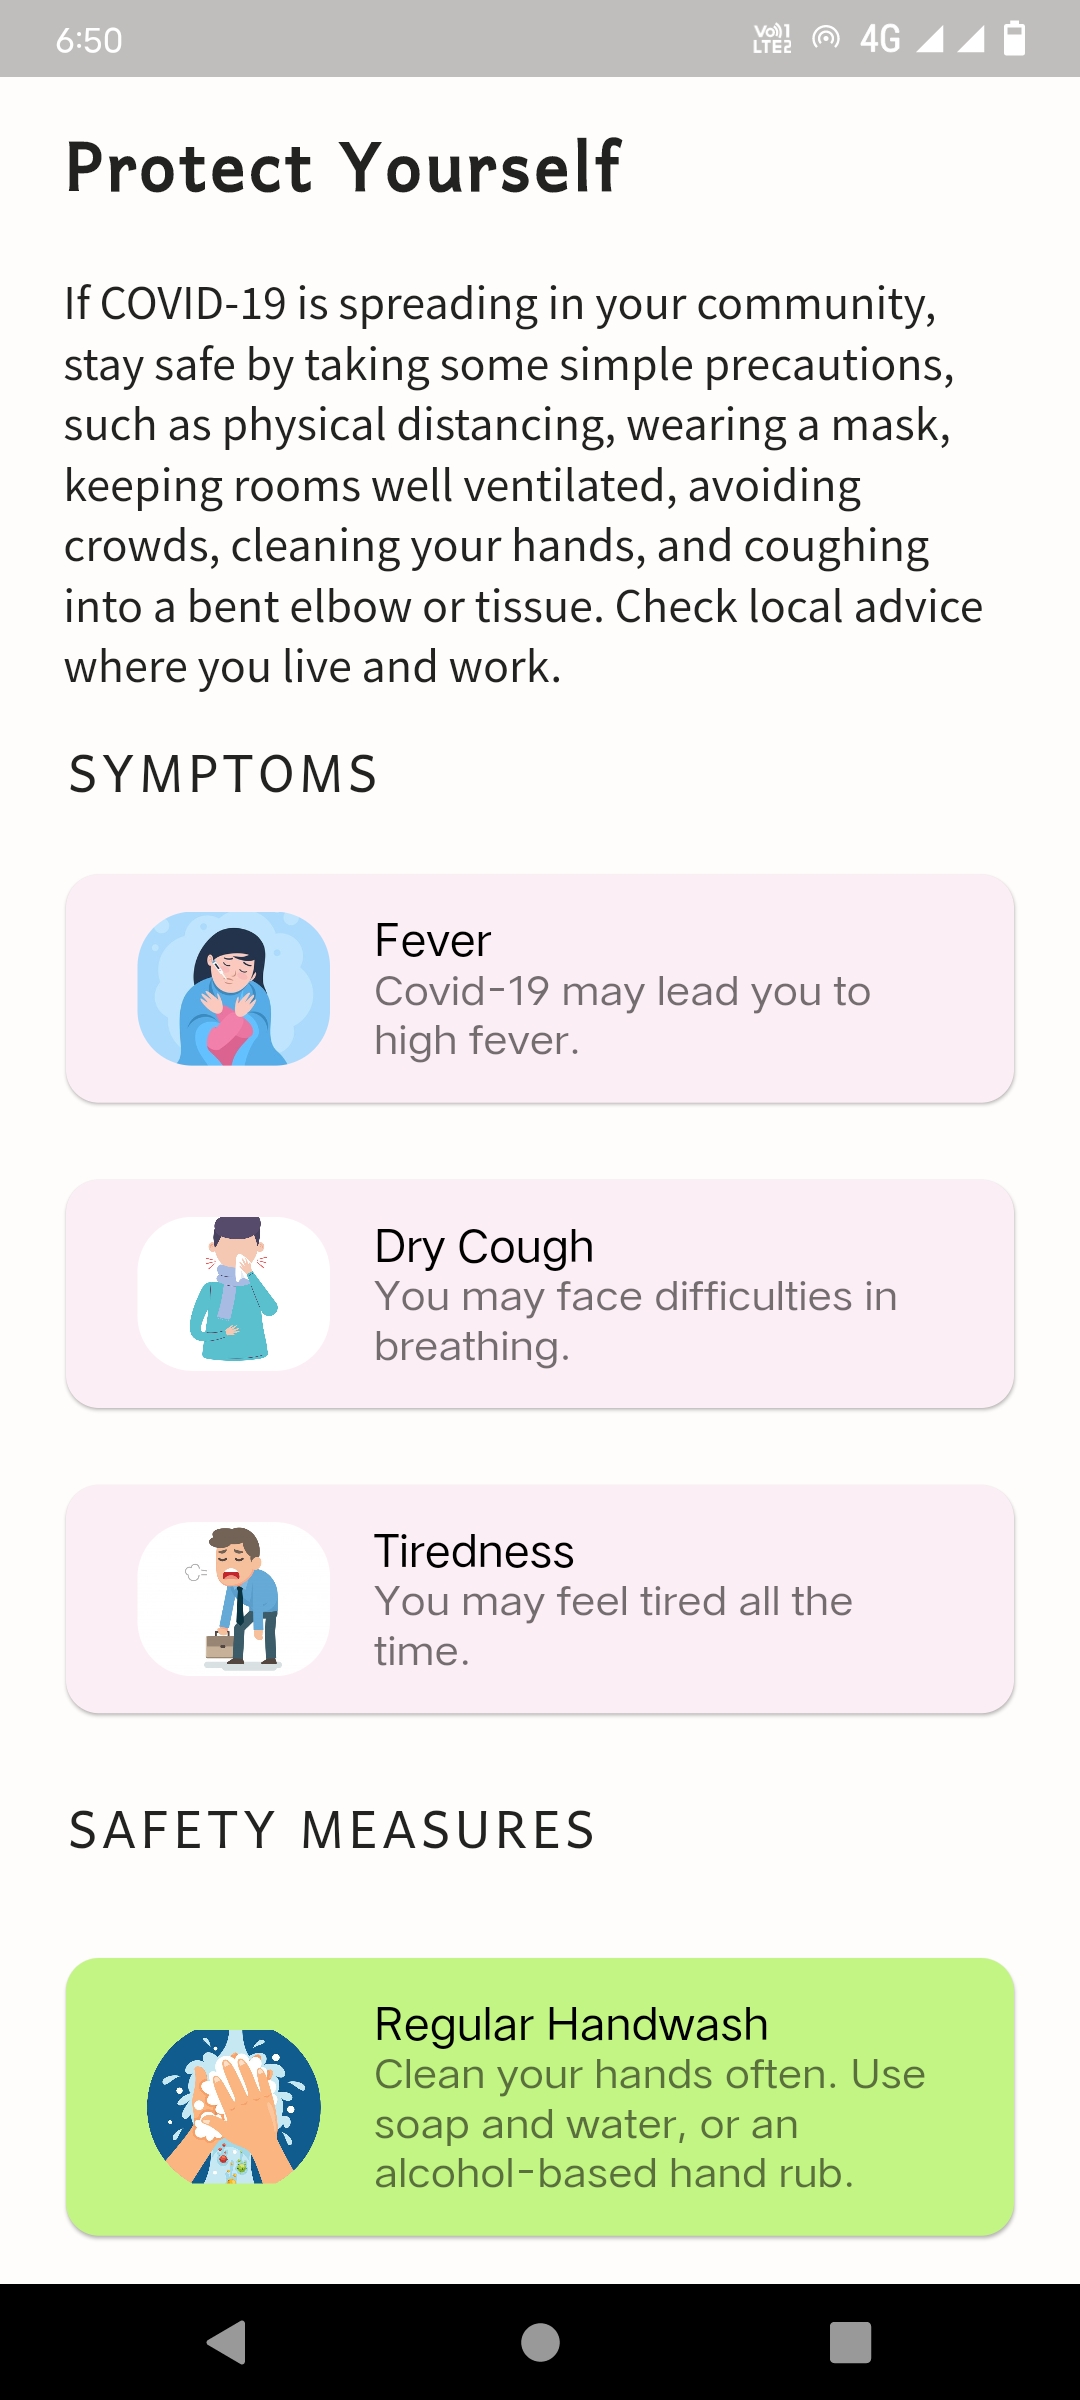 6:50
Vo)) 1
LTE2
4G
Protect Yourself
If COVID-19 is spreading in your community,
stay safe by taking some simple precautions,
such as physical distancing, wearing a mask,
keeping rooms well ventilated, avoiding
crowds, cleaning your hands, and coughing
into a bent elbow or tissue. Check local advice
where you live and work.
SYMPTOMS
Fever
Covid-19 may lead you to
high fever.
Dry Cough
You may face difficulties in
breathing.
Tiredness
You may feel tired all the
time.
SAFETY MEASURES
Regular Handwash
Clean your hands often. Use
soap and water, or an
alcohol-based hand rub.